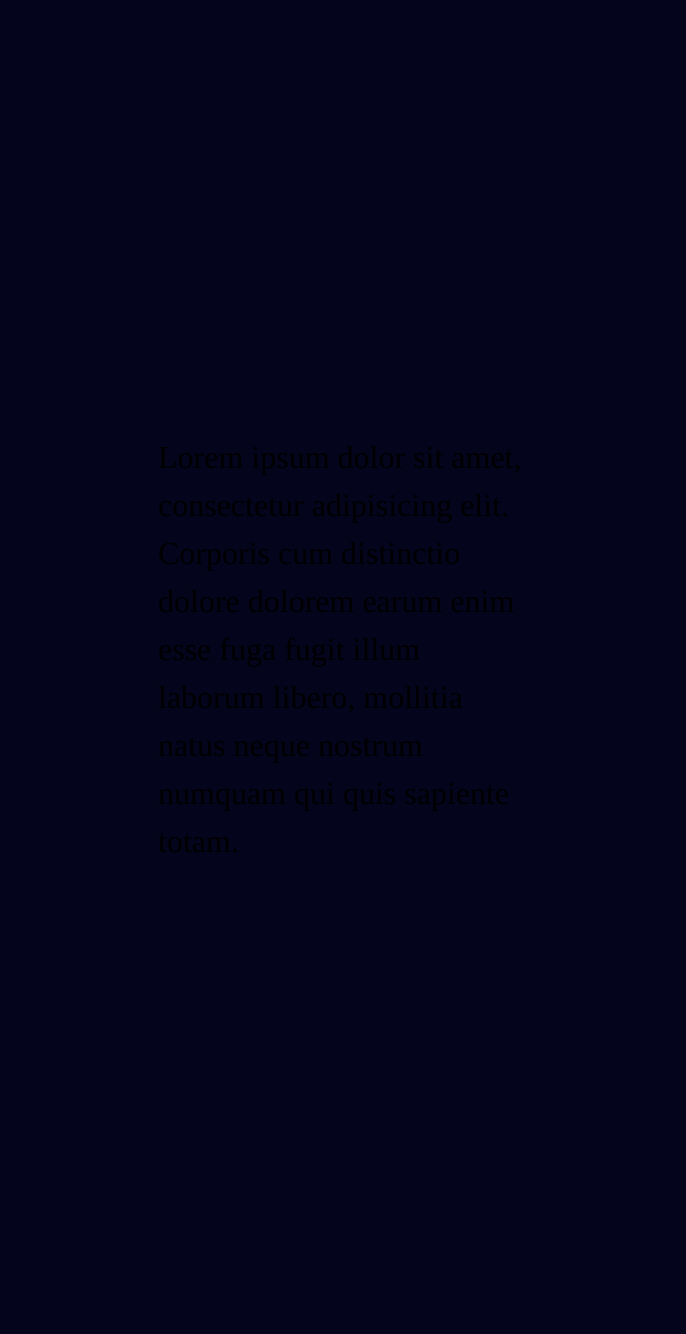 Lorem ipsum dolor sit amet,
consectetur adipisicing elit.
Corporis cum distinctio
dolore dolorem earum enim
esse fuga fugit illum
laborum libero, mollitia
natus neque nostrum
numquam qui quis sapiente
totam.